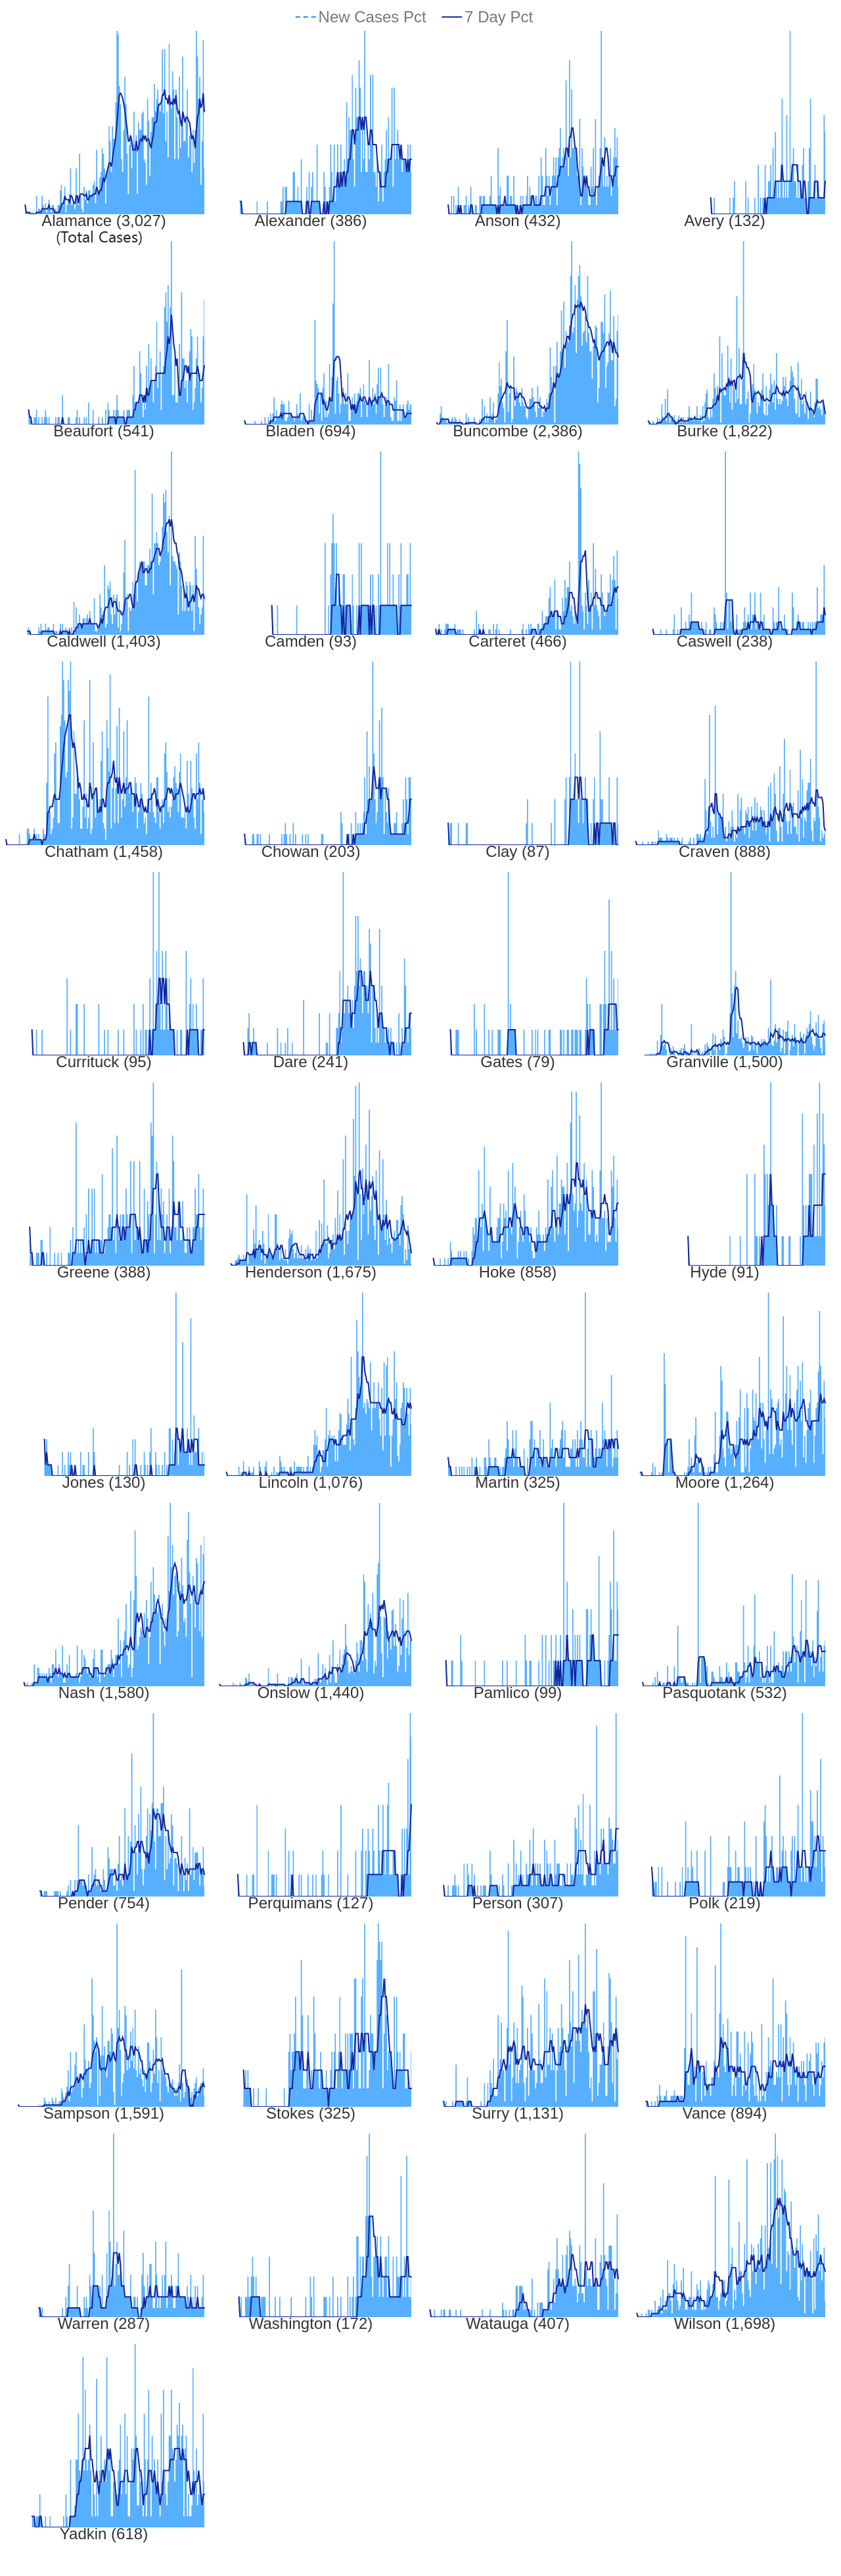 New Cases Pct 7 Day Pct
Alamance (3,027) Alexander (386) Anson (432) Avery (132)
(Total Cases)
Beaufort (541) Bladen (694) Buncombe (2,386) Burke (1,822)
Caldwell (1,403) Camden (93) Carteret (466) Caswell (238)
Chatham (1,458) Chowan (203) Clay (87) Craven (888)
Currituck (95) Dare (241) Gates (79) Granville (1,500)
Greene (388) Henderson (1,675) Hoke (858) Hyde (91)
Jones (130) Lincoln (1,076) Martin (325) Moore (1,264)
Nash (1,580) Onslow (1,440) Pamlico (99) Pasquotank (532)
Pender (754) Perquimans (127) Person (307) Polk (219)
Sampson (1,591) Stokes (325) Surry (1,131) Vance (894)
Warren (287) Washington (172) Watauga (407) Wilson (1,698)
Yadkin (618)